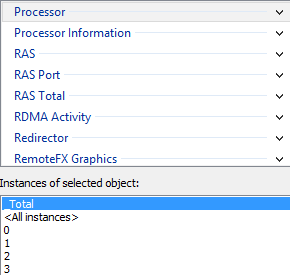 Processor
Processor Information
RAS
RAS Port
RAS Total
RDMA Activity
Redirector
RemoteFX Graphics
Instances of selected object:
_Total
<All instances>
0
1
2
3